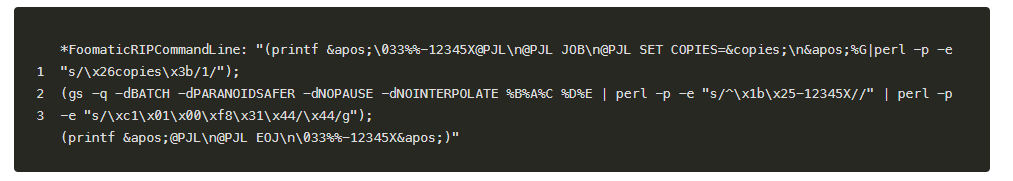 *FoomaticRIPCommandLine: "(printf &apos;\033%%-12345X@PJL\n@PJL JOB\n@PJL SET COPIES=&copies;\n&apos;%G|perl -p -e
1 "s/\x26copies\x3b/1/");
2 (gs -q -dBATCH -dPARANOIDSAFER -dNOPAUSE -dNOINTERPOLATE %B%A%C %D%E | perl -p -e "s/^\x1b\x25-12345X//" | perl -p
3 -e "s/\xc1\x01\x00\xf8\x31\x44/\x44/g");
(printf &apos;@PJL\n@PJL EOJ\n\033%%-12345X&apos;)"